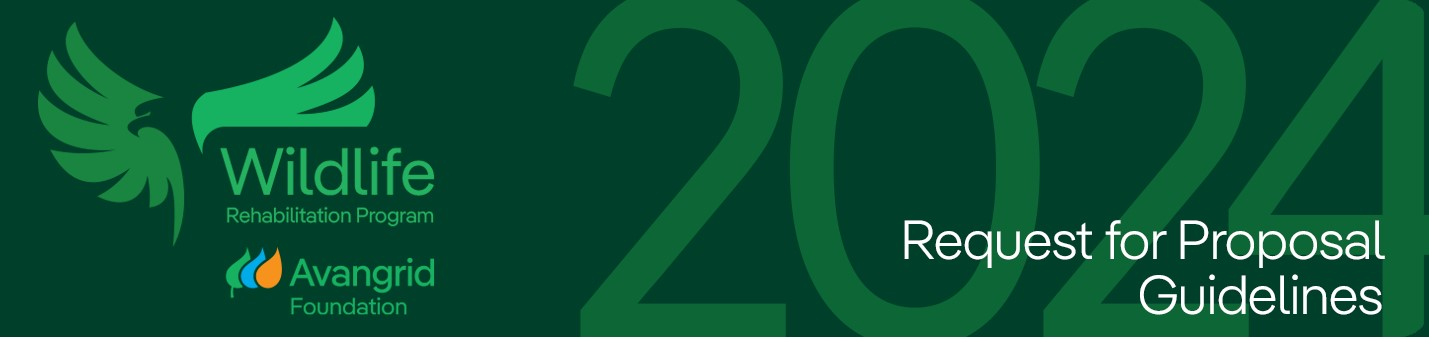 Wildlife
Rehabilitation Program
Avangrid
Foundation
2024
Request for Proposal
Guidelines